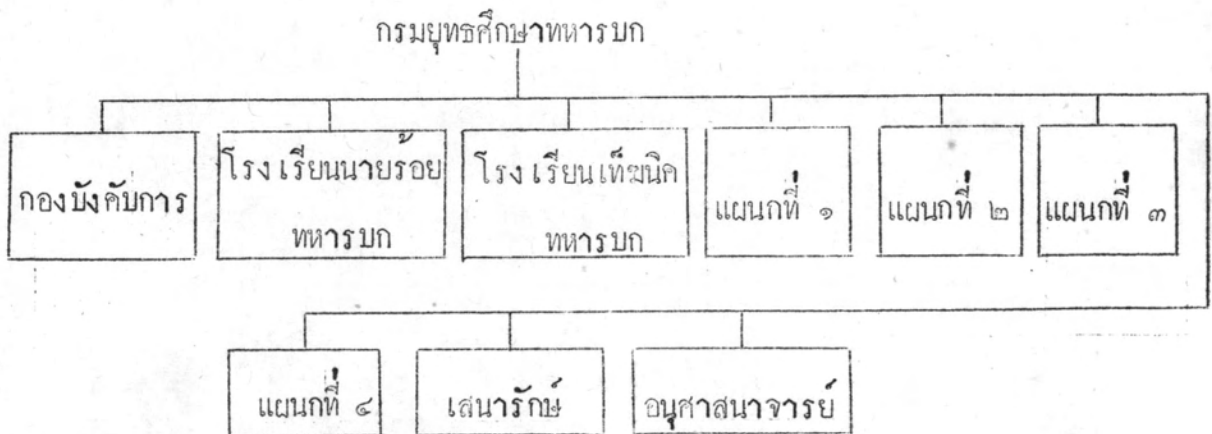 กรมยุทธศึกษาทหารบก
กองบังคับการ
โรงเรียนนายร้อย
ทหารบก
โรงเรียนเท็ฆนิค
ทหารบก
แผนกที่ ๑
แผนกที่ ๒
แผนกที่ ๓
แผนกที่ ๔
เสนารักษ์
อนุศาสนาจารย์